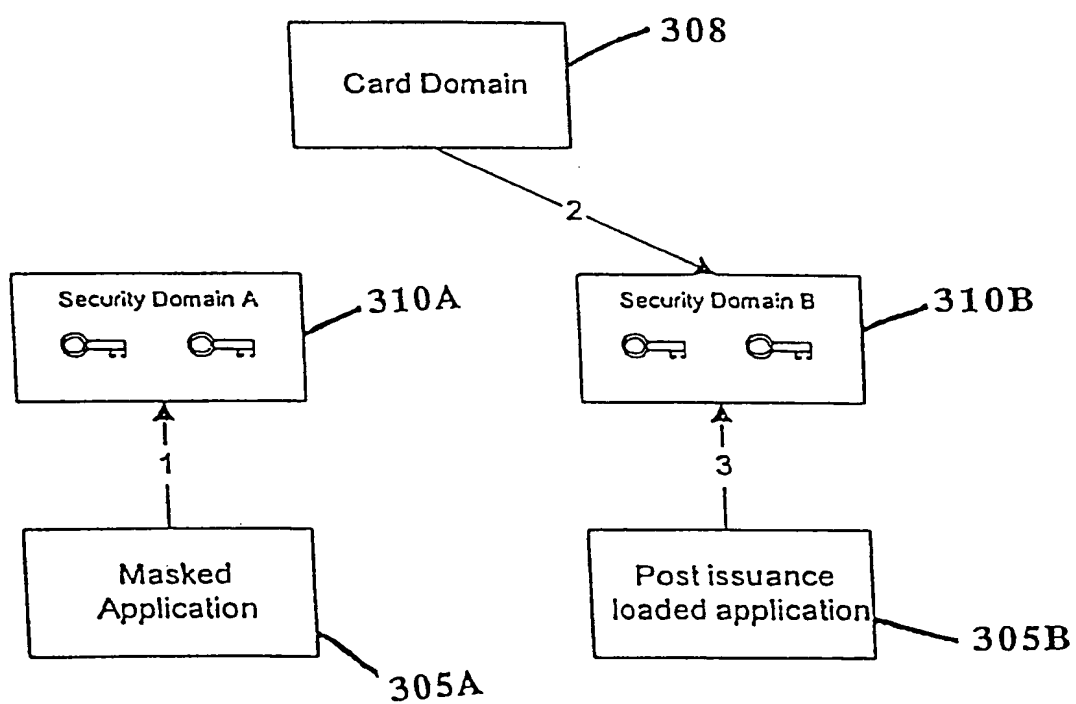 308
Card Domain
2
Security Domain A
310A
Security Domain B
310B
1
3
Masked
Application
305A
Post issuance
loaded application
305B